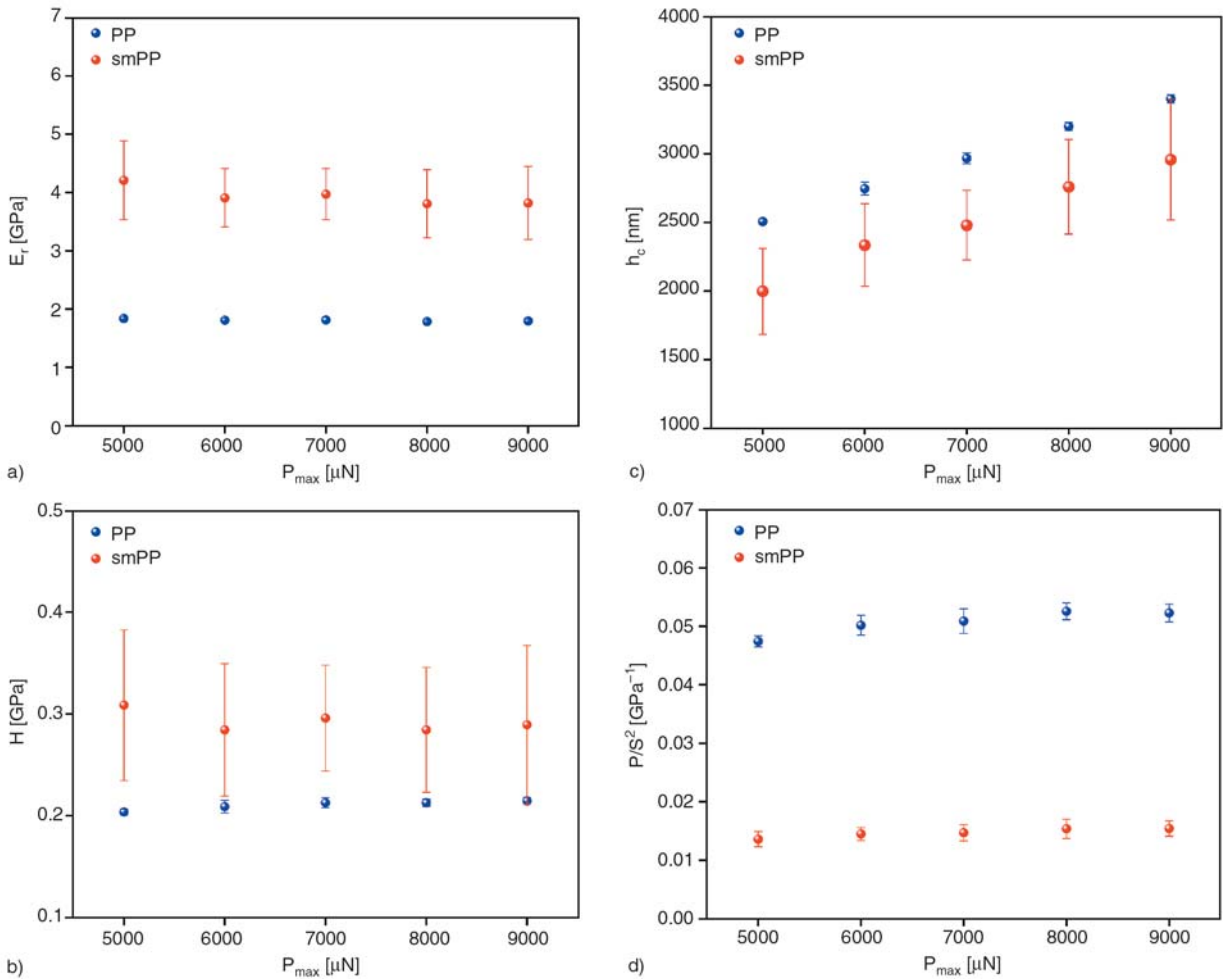 7
6
5
4
3
2
1
0
E_r [GPa]
PP
smPP
5000 6000 7000 8000 9000
P_max [µN]
a)
4000
3500
3000
2500
2000
1500
1000
h_c [nm]
PP
smPP
5000 6000 7000 8000 9000
P_max [µN]
c)
0.5
0.4
0.3
0.2
0.1
H [GPa]
PP
smPP
5000 6000 7000 8000 9000
P_max [µN]
b)
0.07
0.06
0.05
0.04
0.03
0.02
0.01
0.00
P/S² [GPa⁻¹]
PP
smPP
5000 6000 7000 8000 9000
P_max [µN]
d)